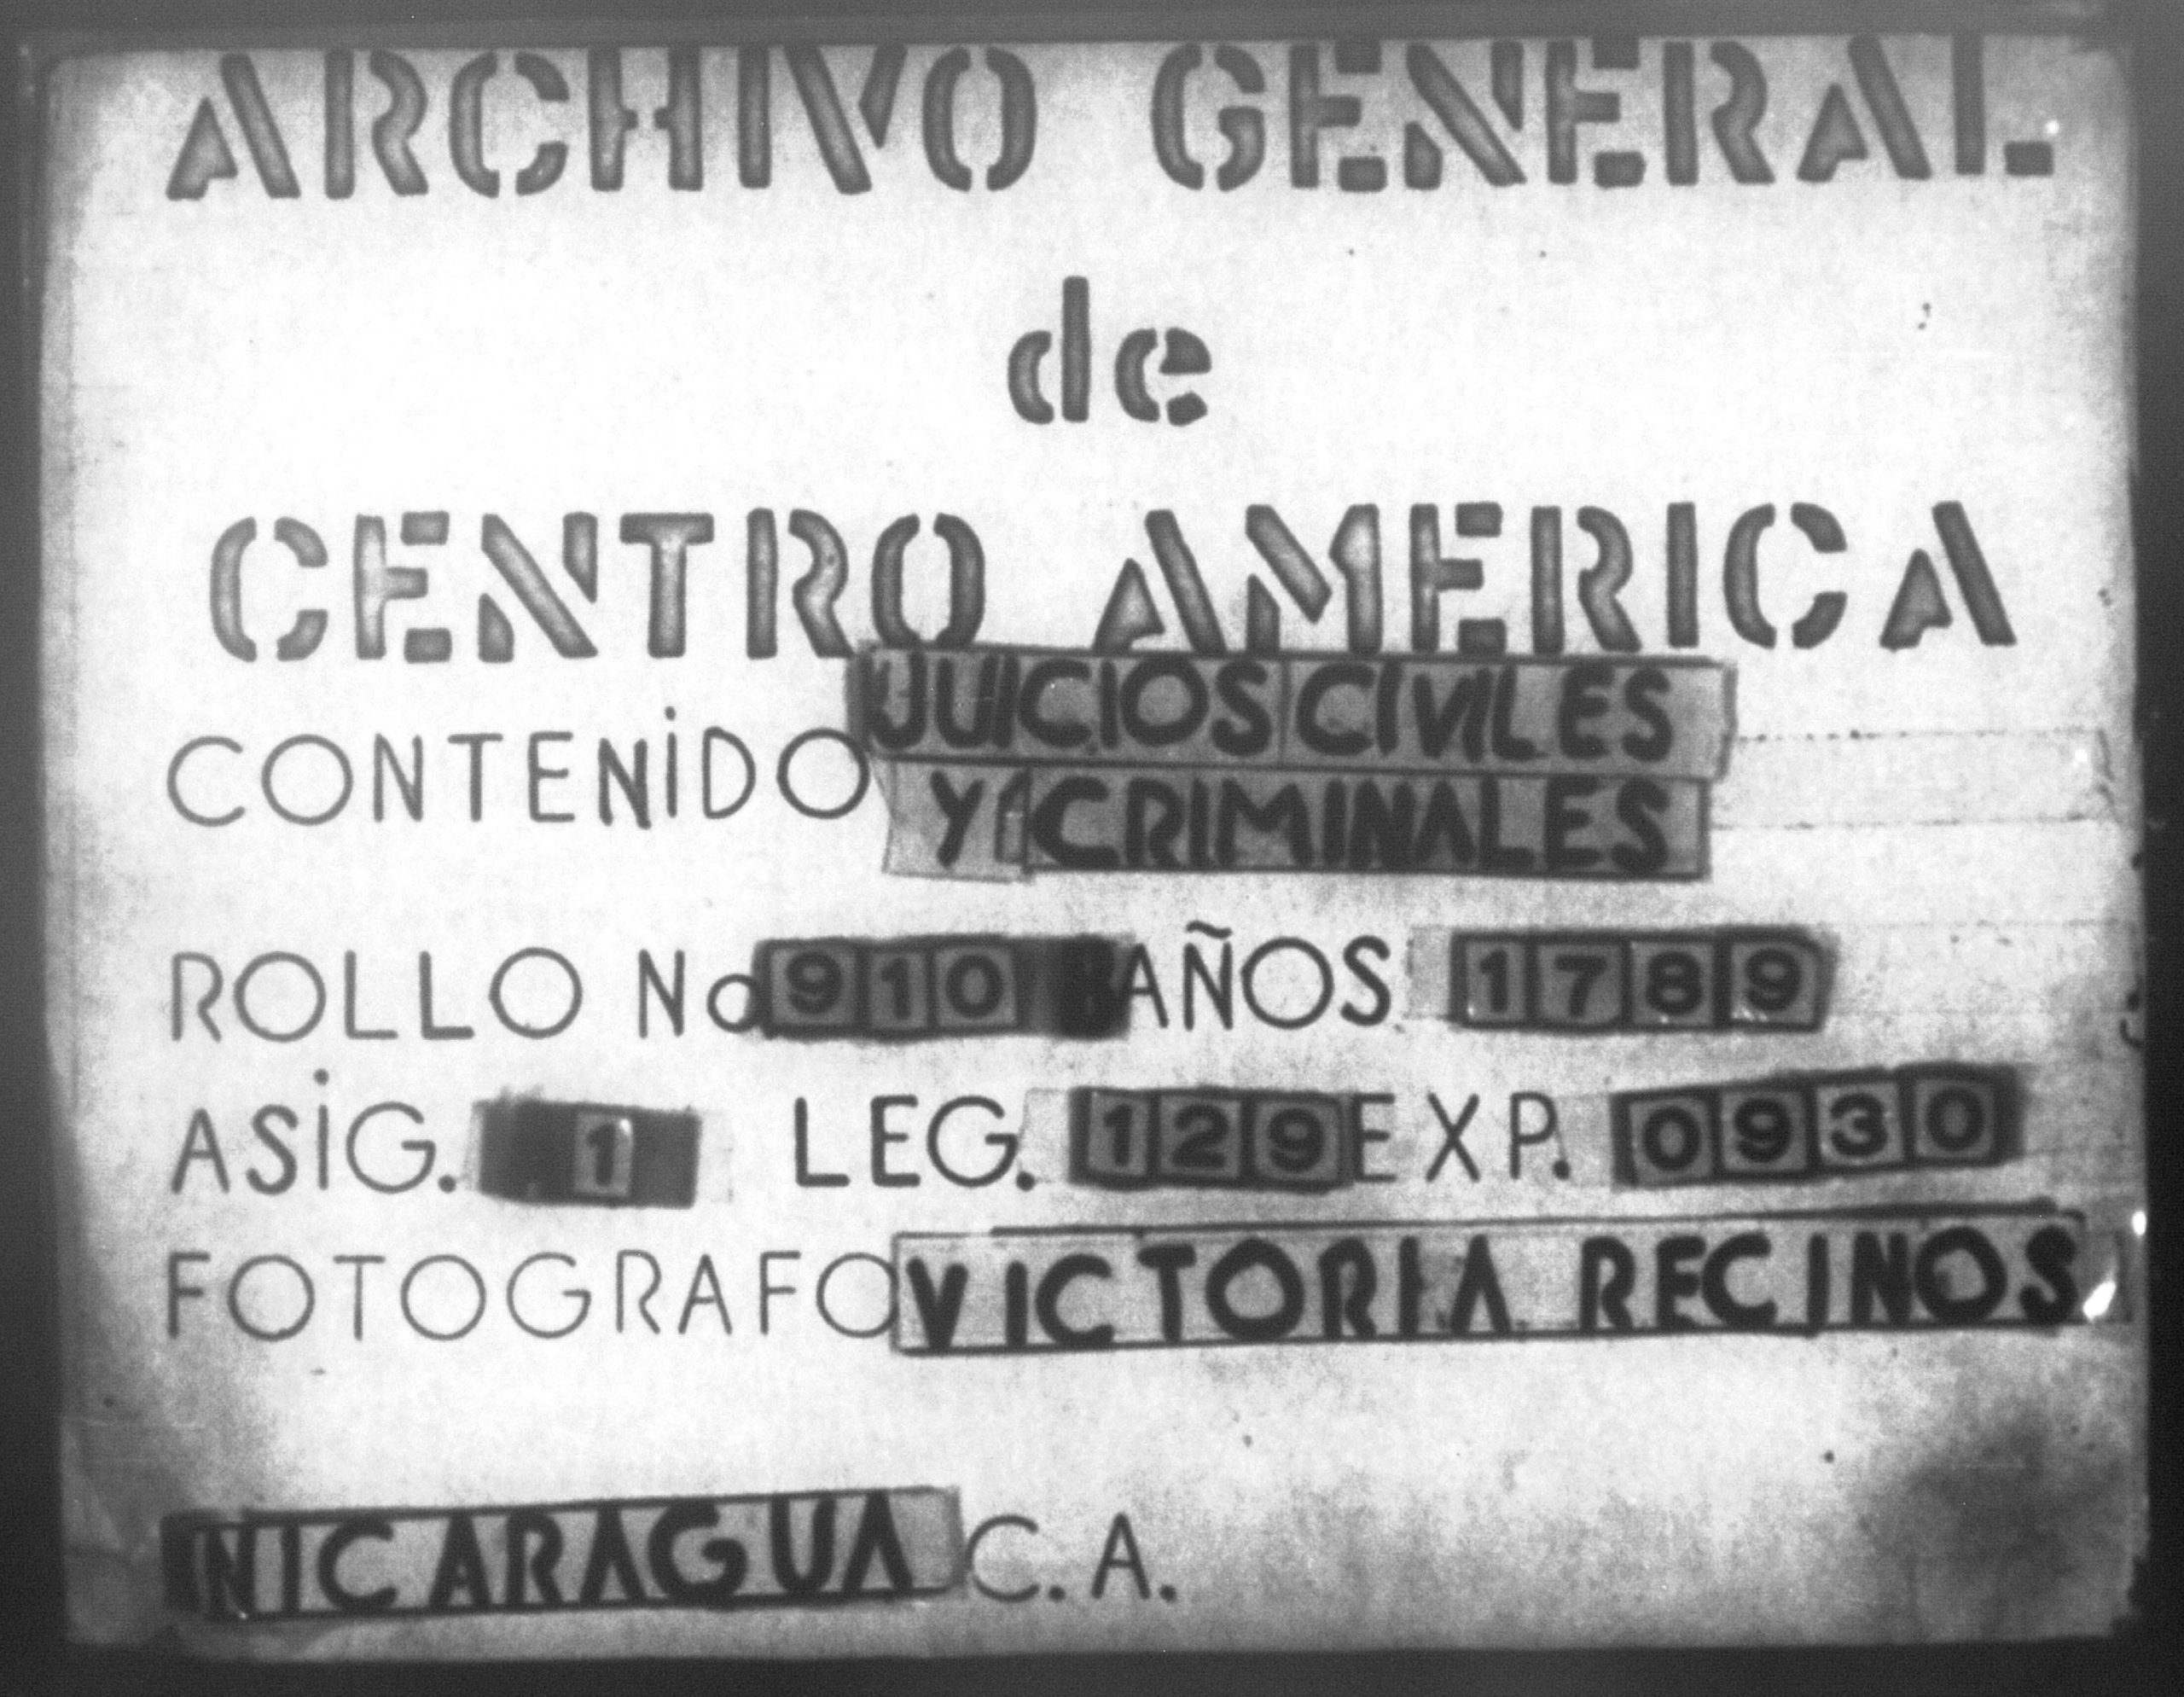 ARCHIVO GENERAL
de
CENTRO AMERICA
CONTENIDO JUICIOS CIVILES
Y CRIMINALES
ROLLO No 910 AÑOS 1789
ASIG. 1 LEG. 129 EXP. 0930
FOTOGRAFO VICTORIA RECINOS
NICARAGUA C.A.